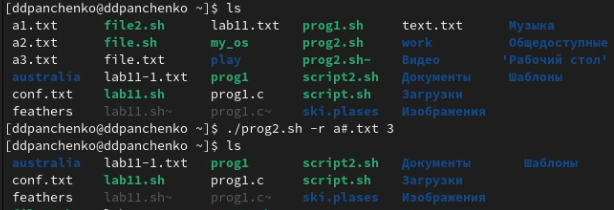 [ddpanchenko@ddpanchenko ~]$ ls
a1.txt file2.sh lab11.txt prog1.sh text.txt Музыка
a2.txt file.sh my_os prog2.sh work Общедоступные
a3.txt file.txt play prog2.sh~ Видео 'Рабочий стол'
australia lab11-1.txt prog1 script2.sh Документы Шаблоны
conf.txt lab11.sh prog1.c script.sh Загрузки
feathers lab11.sh~ prog1.c~ ski.plases Изображения
[ddpanchenko@ddpanchenko ~]$ ./prog2.sh -r a#.txt 3
[ddpanchenko@ddpanchenko ~]$ ls
australia lab11-1.txt prog1 script2.sh Документы Шаблоны
conf.txt lab11.sh prog1.c script.sh Загрузки
feathers lab11.sh~ prog1.c~ ski.plases Изображения